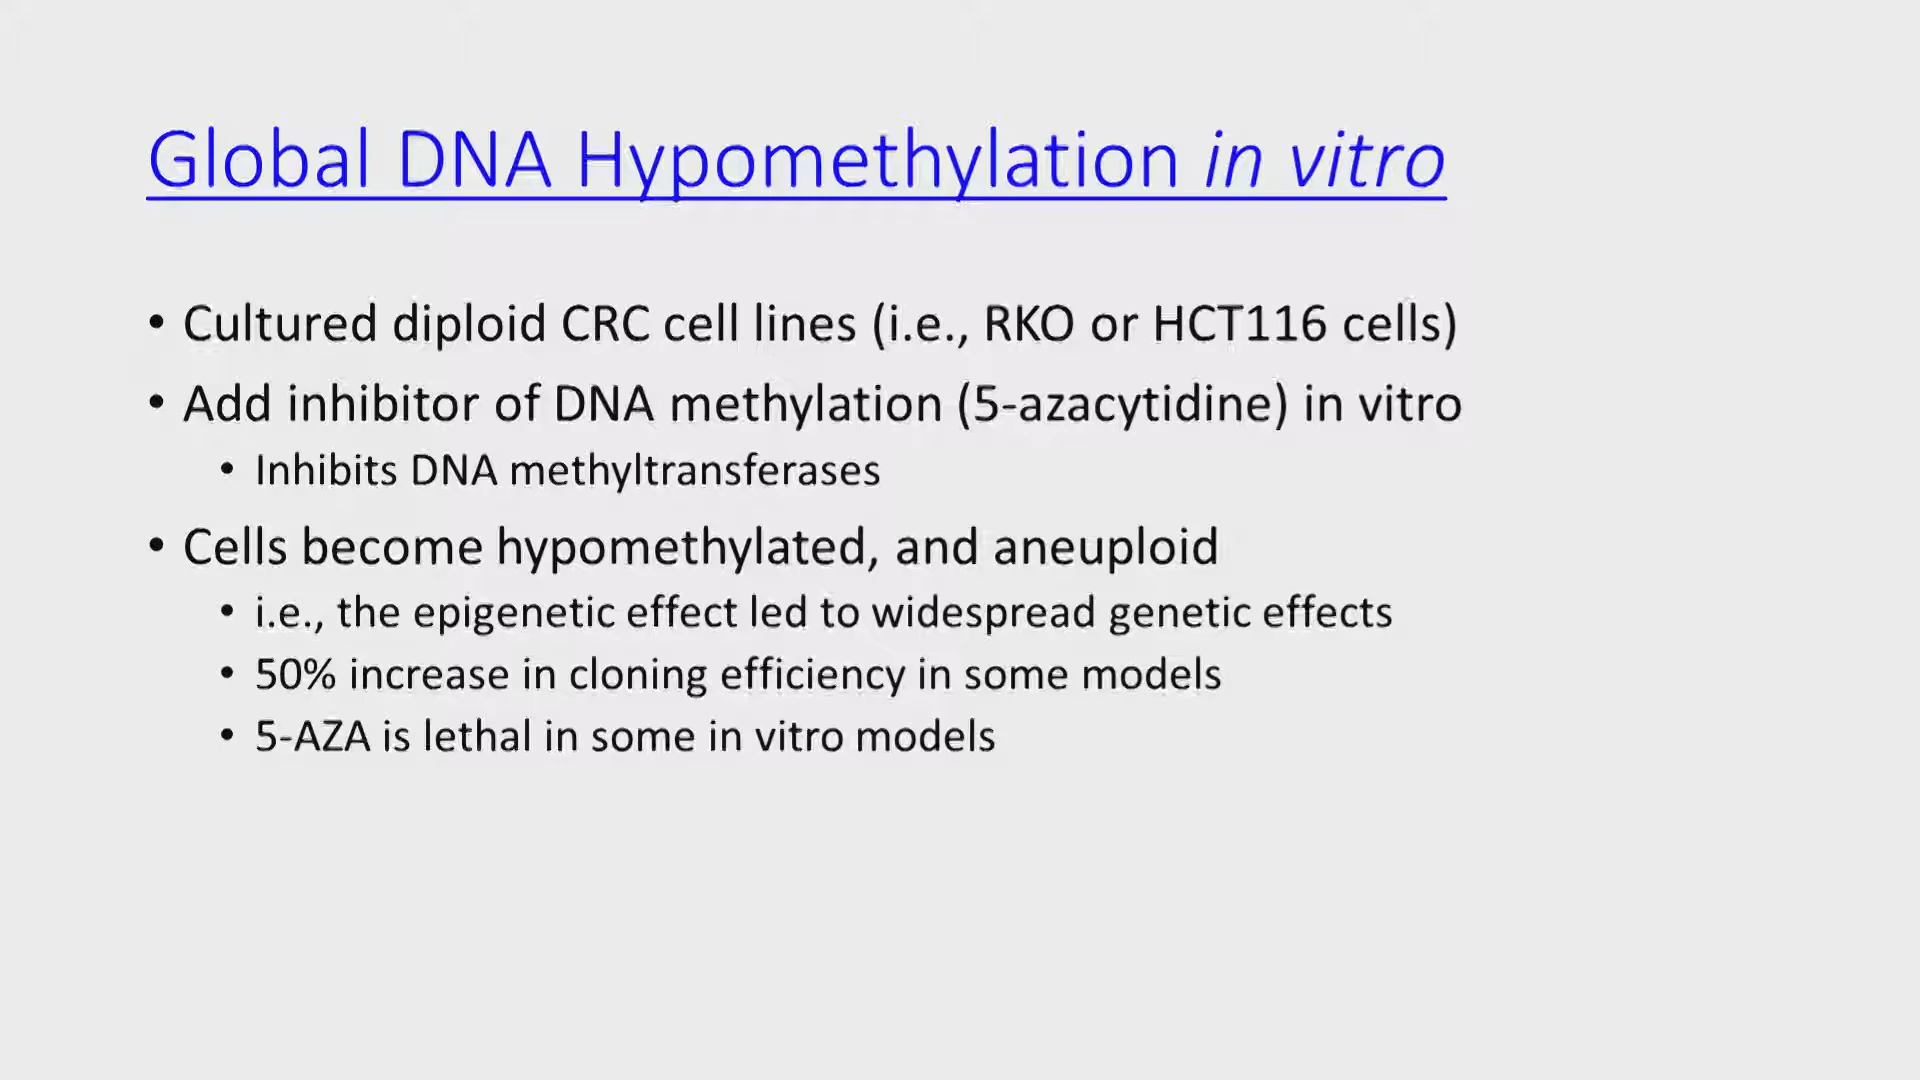 Global DNA Hypomethylation in vitro
• Cultured diploid CRC cell lines (i.e., RKO or HCT116 cells)
• Add inhibitor of DNA methylation (5-azacytidine) in vitro
• Inhibits DNA methyltransferases
• Cells become hypomethylated, and aneuploid
• i.e., the epigenetic effect led to widespread genetic effects
• 50% increase in cloning efficiency in some models
• 5-AZA is lethal in some in vitro models